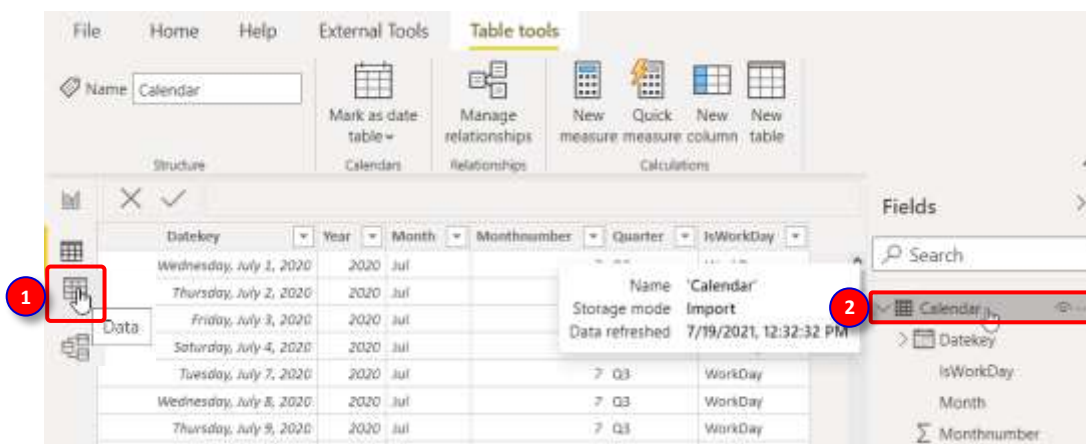 File Home Help External Tools Table tools
Name Calendar
Mark as date table
Manage relationships
New measure
Quick measure
New column
New table
Structure Calendars Relationships Calculations
Fields
Search
Datekey Year Month Monthnumber Quarter IsWorkDay
Wednesday, July 1, 2020 2020 Jul
Thursday, July 2, 2020 2020 Jul
Friday, July 3, 2020 2020 Jul
Saturday, July 4, 2020 2020 Jul
Tuesday, July 7, 2020 2020 Jul 7 Q3 WorkDay
Wednesday, July 8, 2020 2020 Jul 7 Q3 WorkDay
Thursday, July 9, 2020 2020 Jul 7 Q3 WorkDay
1
Data
Name 'Calendar'
Storage mode Import
Data refreshed 7/19/2021, 12:32:32 PM
2
Calendar
Datekey
IsWorkDay
Month
Monthnumber